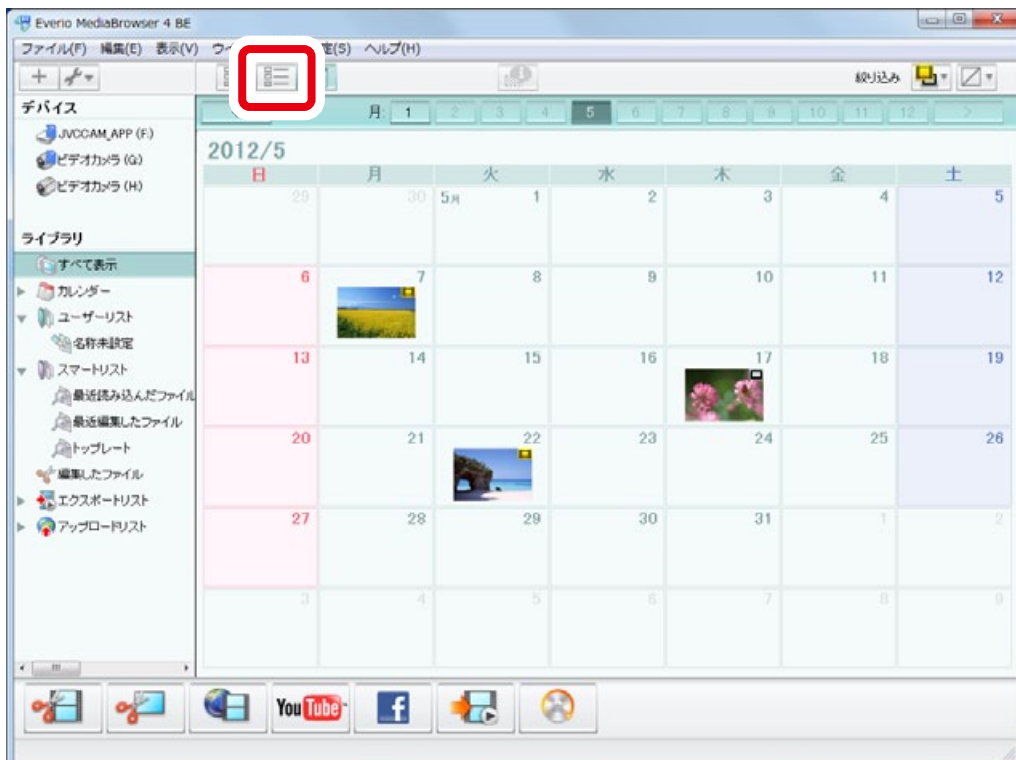 Everio MediaBrowser 4 BE
ファイル(F) 編集(E) 表示(V)
(S) ヘルプ(H)
絞り込み
デバイス
JVCCAM_APP (F:)
ビデオカメラ (G:)
ビデオカメラ (H:)
ライブラリ
すべて表示
カレンダー
ユーザーリスト
名称未設定
スマートリスト
最近読み込んだファイル
最近編集したファイル
トップレート
編集したファイル
エクスポートリスト
アップロードリスト
月: 1 2 3 4 5 6 7 8 9 10 11 12 >
2012/5
日 月 火 水 木 金 土
29 30 5月 1 2 3 4 5
6 7 8 9 10 11 12
13 14 15 16 17 18 19
20 21 22 23 24 25 26
27 28 29 30 31 1 2
3 4 5 6 7 8 9
YouTube
f